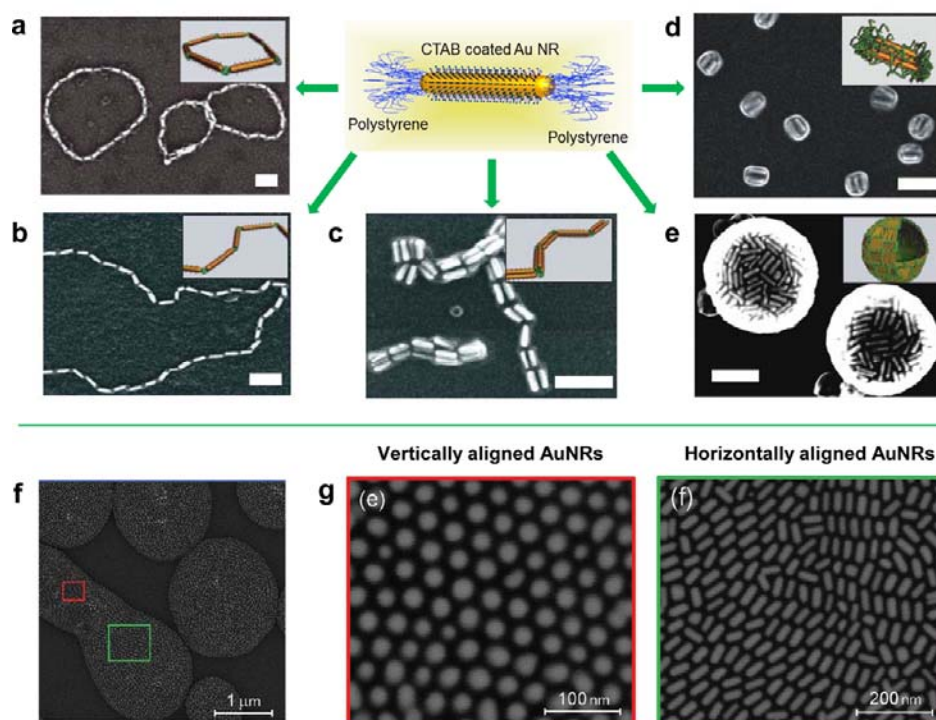 a
CTAB coated Au NR
Polystyrene
Polystyrene
d
b
c
e
Vertically aligned AuNRs
Horizontally aligned AuNRs
f
1 μm
g
(e)
100 nm
(f)
200 nm